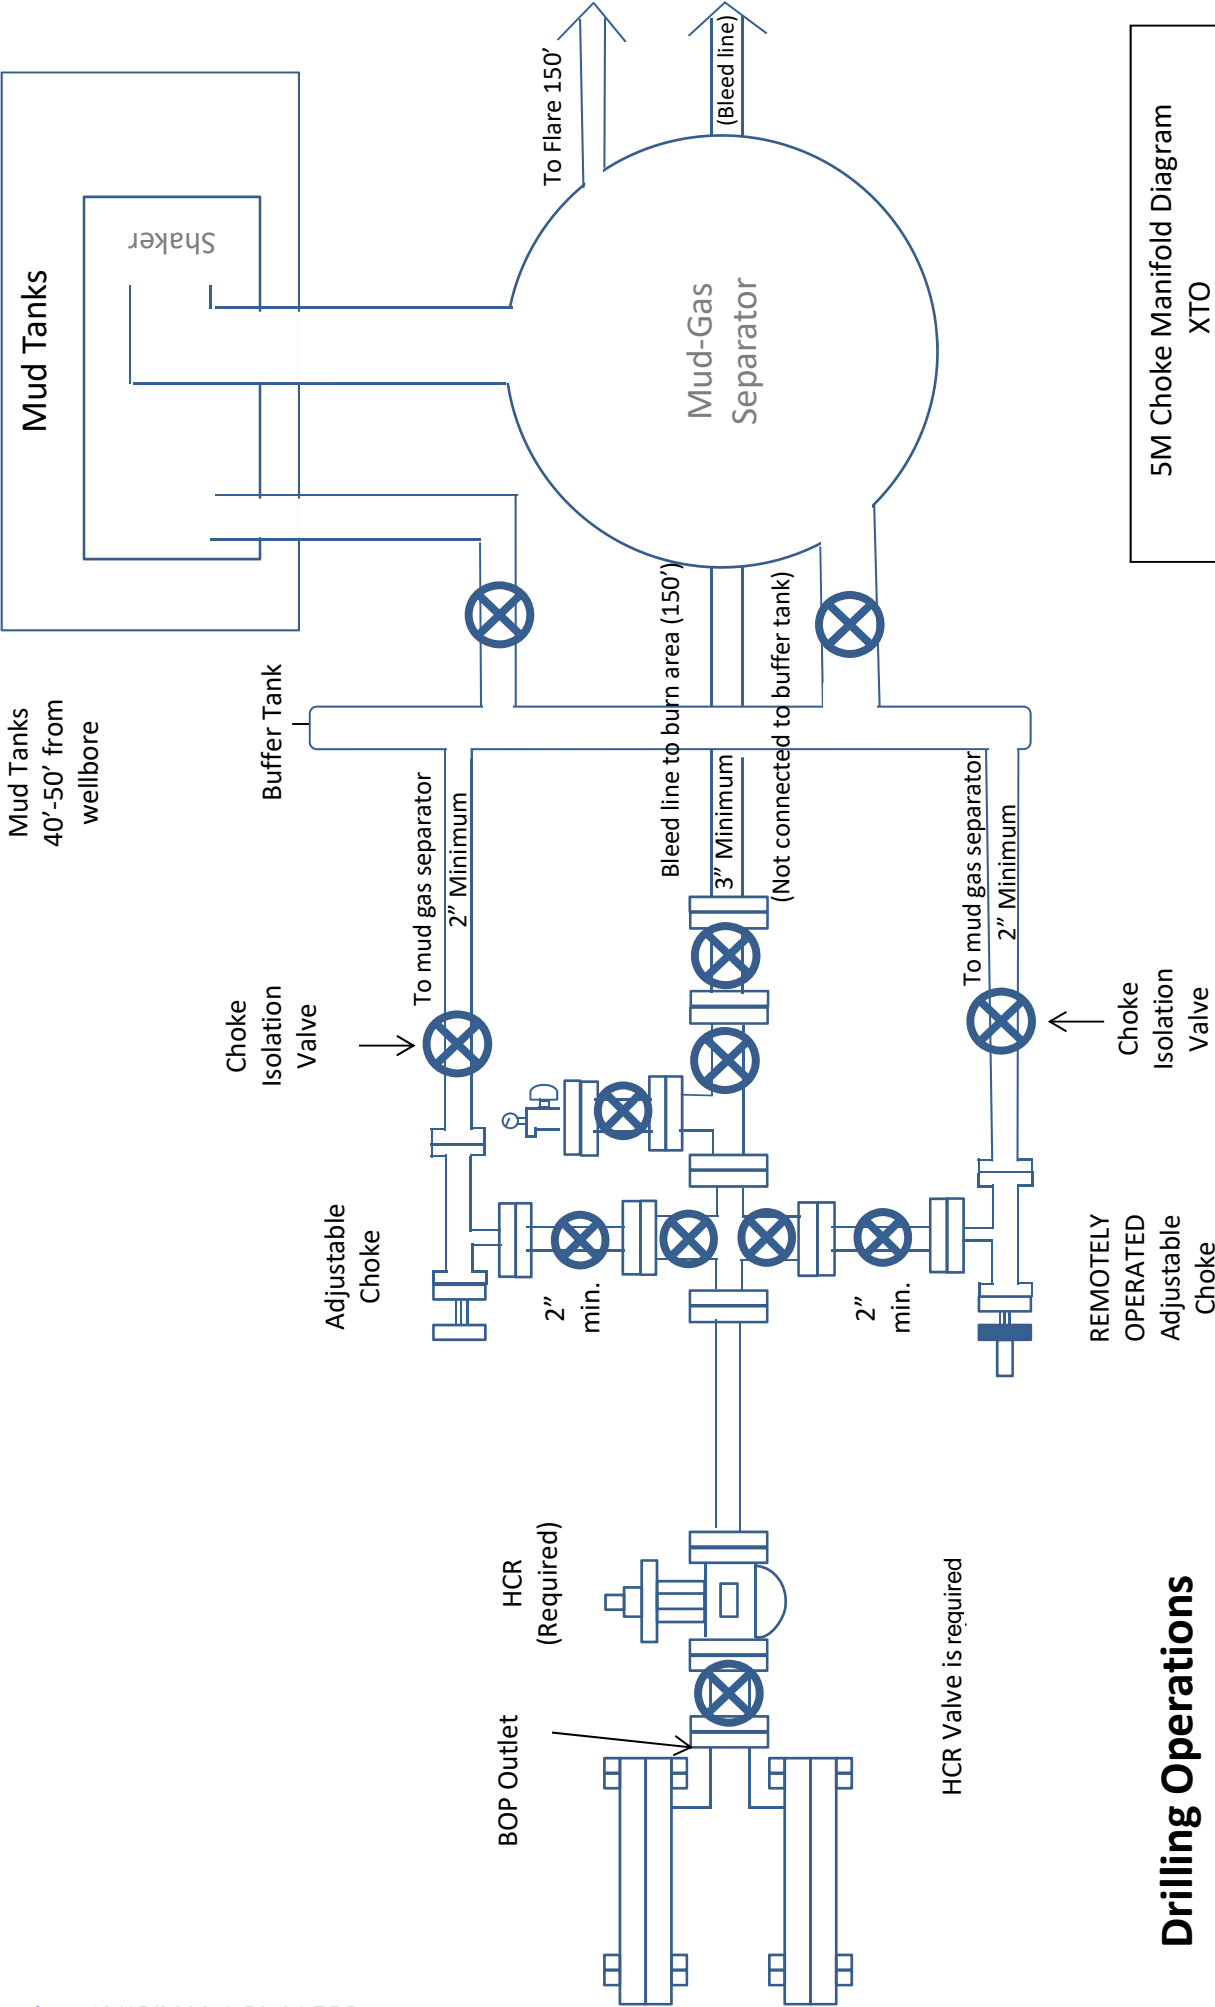 Mud Tanks
40’-50’ from
wellbore
Mud Tanks
Shaker
Buffer Tank
Choke
Isolation
Valve
Adjustable
Choke
To mud gas separator
2” Minimum
To Flare 150’
(Bleed line)
Mud-Gas
Separator
Bleed line to burn area (150’)
3” Minimum
(Not connected to buffer tank)
HCR
(Required)
BOP Outlet
2”
min.
2”
min.
To mud gas separator
2” Minimum
HCR Valve is required
REMOTELY
OPERATED
Adjustable
Choke
Choke
Isolation
Valve
Drilling Operations
5M Choke Manifold Diagram
XTO